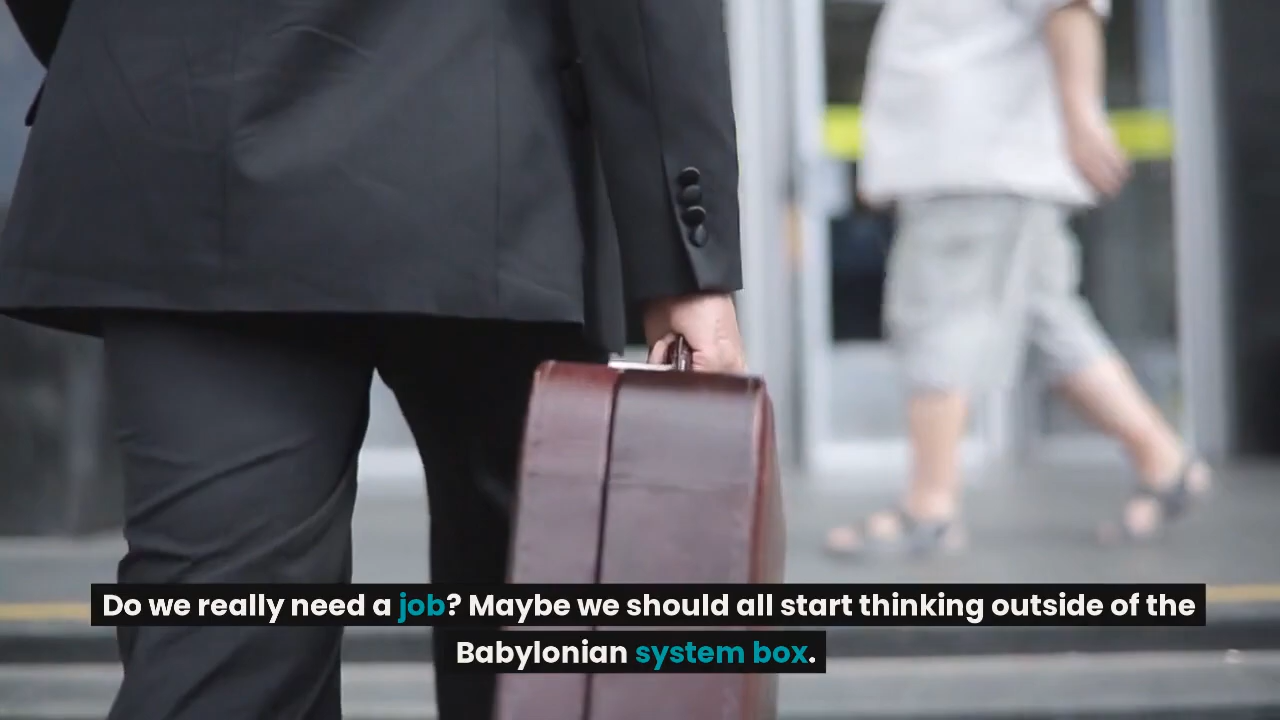 Do we really need a job? Maybe we should all start thinking outside of the
Babylonian system box.